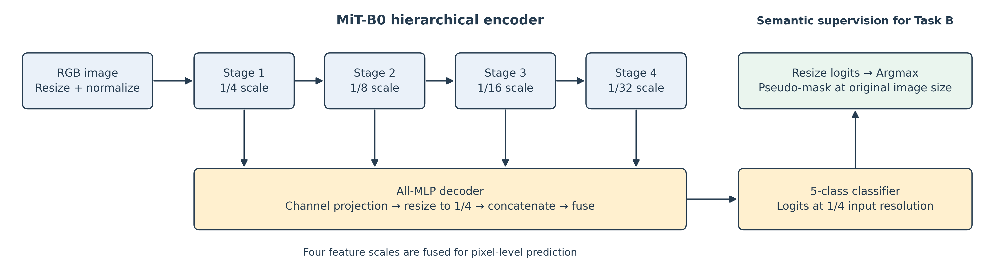 MiT-B0 hierarchical encoder
Semantic supervision for Task B
RGB image
Resize + normalize
Stage 1
1/4 scale
Stage 2
1/8 scale
Stage 3
1/16 scale
Stage 4
1/32 scale
Resize logits → Argmax
Pseudo-mask at original image size
All-MLP decoder
Channel projection → resize to 1/4 → concatenate → fuse
5-class classifier
Logits at 1/4 input resolution
Four feature scales are fused for pixel-level prediction